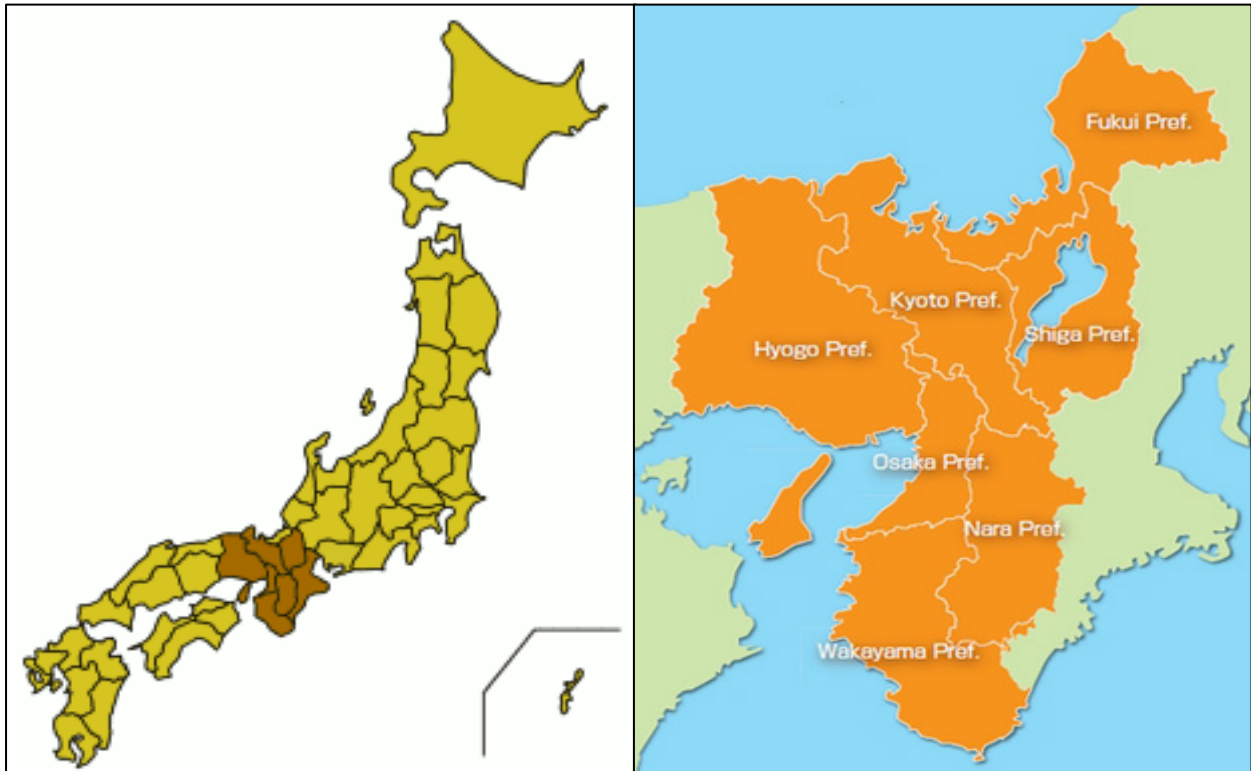 Fukui Pref.
Kyoto Pref.
Shiga Pref.
Hyogo Pref.
Osaka Pref.
Nara Pref.
Wakayama Pref.